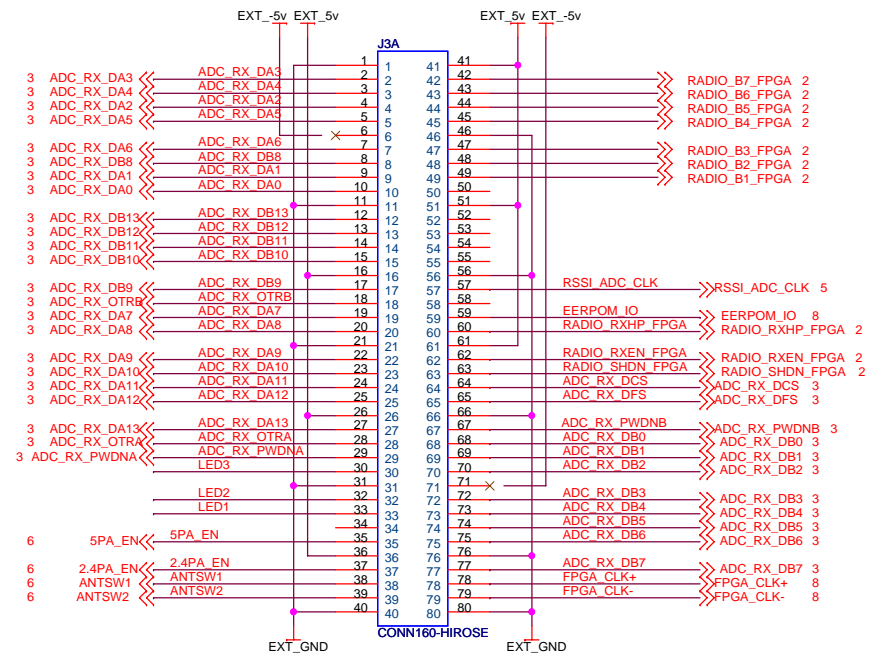 EXT_-5v EXT_5v EXT_5v EXT_-5v
J3A
1 1 41 41
3 ADC_RX_DA3 ADC_RX_DA3 2 2 42 42 RADIO_B7_FPGA 2
3 ADC_RX_DA4 ADC_RX_DA4 3 3 43 43 RADIO_B6_FPGA 2
3 ADC_RX_DA2 ADC_RX_DA2 4 4 44 44 RADIO_B5_FPGA 2
3 ADC_RX_DA5 ADC_RX_DA5 5 5 45 45 RADIO_B4_FPGA 2
6 6 46 46
3 ADC_RX_DA6 ADC_RX_DA6 7 7 47 47 RADIO_B3_FPGA 2
3 ADC_RX_DB8 ADC_RX_DB8 8 8 48 48 RADIO_B2_FPGA 2
3 ADC_RX_DA1 ADC_RX_DA1 9 9 49 49 RADIO_B1_FPGA 2
3 ADC_RX_DA0 ADC_RX_DA0 10 10 50 50
11 11 51 51
3 ADC_RX_DB13 ADC_RX_DB13 12 12 52 52
3 ADC_RX_DB12 ADC_RX_DB12 13 13 53 53
3 ADC_RX_DB11 ADC_RX_DB11 14 14 54 54
3 ADC_RX_DB10 ADC_RX_DB10 15 15 55 55
16 16 56 56
3 ADC_RX_DB9 ADC_RX_DB9 17 17 57 57 RSSI_ADC_CLK RSSI_ADC_CLK 5
3 ADC_RX_OTRB ADC_RX_OTRB 18 18 58 58
3 ADC_RX_DA7 ADC_RX_DA7 19 19 59 59 EERPOM_IO EERPOM_IO 8
3 ADC_RX_DA8 ADC_RX_DA8 20 20 60 60 RADIO_RXHP_FPGA RADIO_RXHP_FPGA 2
21 21 61 61
3 ADC_RX_DA9 ADC_RX_DA9 22 22 62 62 RADIO_RXEN_FPGA RADIO_RXEN_FPGA 2
3 ADC_RX_DA10 ADC_RX_DA10 23 23 63 63 RADIO_SHDN_FPGA RADIO_SHDN_FPGA 2
3 ADC_RX_DA11 ADC_RX_DA11 24 24 64 64 ADC_RX_DCS ADC_RX_DCS 3
3 ADC_RX_DA12 ADC_RX_DA12 25 25 65 65 ADC_RX_DFS ADC_RX_DFS 3
26 26 66 66
3 ADC_RX_DA13 ADC_RX_DA13 27 27 67 67 ADC_RX_PWDNB ADC_RX_PWDNB 3
3 ADC_RX_OTRA ADC_RX_OTRA 28 28 68 68 ADC_RX_DB0 ADC_RX_DB0 3
3 ADC_RX_PWDNA ADC_RX_PWDNA 29 29 69 69 ADC_RX_DB1 ADC_RX_DB1 3
LED3 30 30 70 70 ADC_RX_DB2 ADC_RX_DB2 3
31 31 71 71
LED2 32 32 72 72 ADC_RX_DB3 ADC_RX_DB3 3
LED1 33 33 73 73 ADC_RX_DB4 ADC_RX_DB4 3
34 34 74 74 ADC_RX_DB5 ADC_RX_DB5 3
6 5PA_EN 5PA_EN 35 35 75 75 ADC_RX_DB6 ADC_RX_DB6 3
36 36 76 76
6 2.4PA_EN 2.4PA_EN 37 37 77 77 ADC_RX_DB7 ADC_RX_DB7 3
6 ANTSW1 ANTSW1 38 38 78 78 FPGA_CLK+ FPGA_CLK+ 8
6 ANTSW2 ANTSW2 39 39 79 79 FPGA_CLK- FPGA_CLK- 8
40 40 80 80
CONN160-HIROSE
EXT_GND EXT_GND